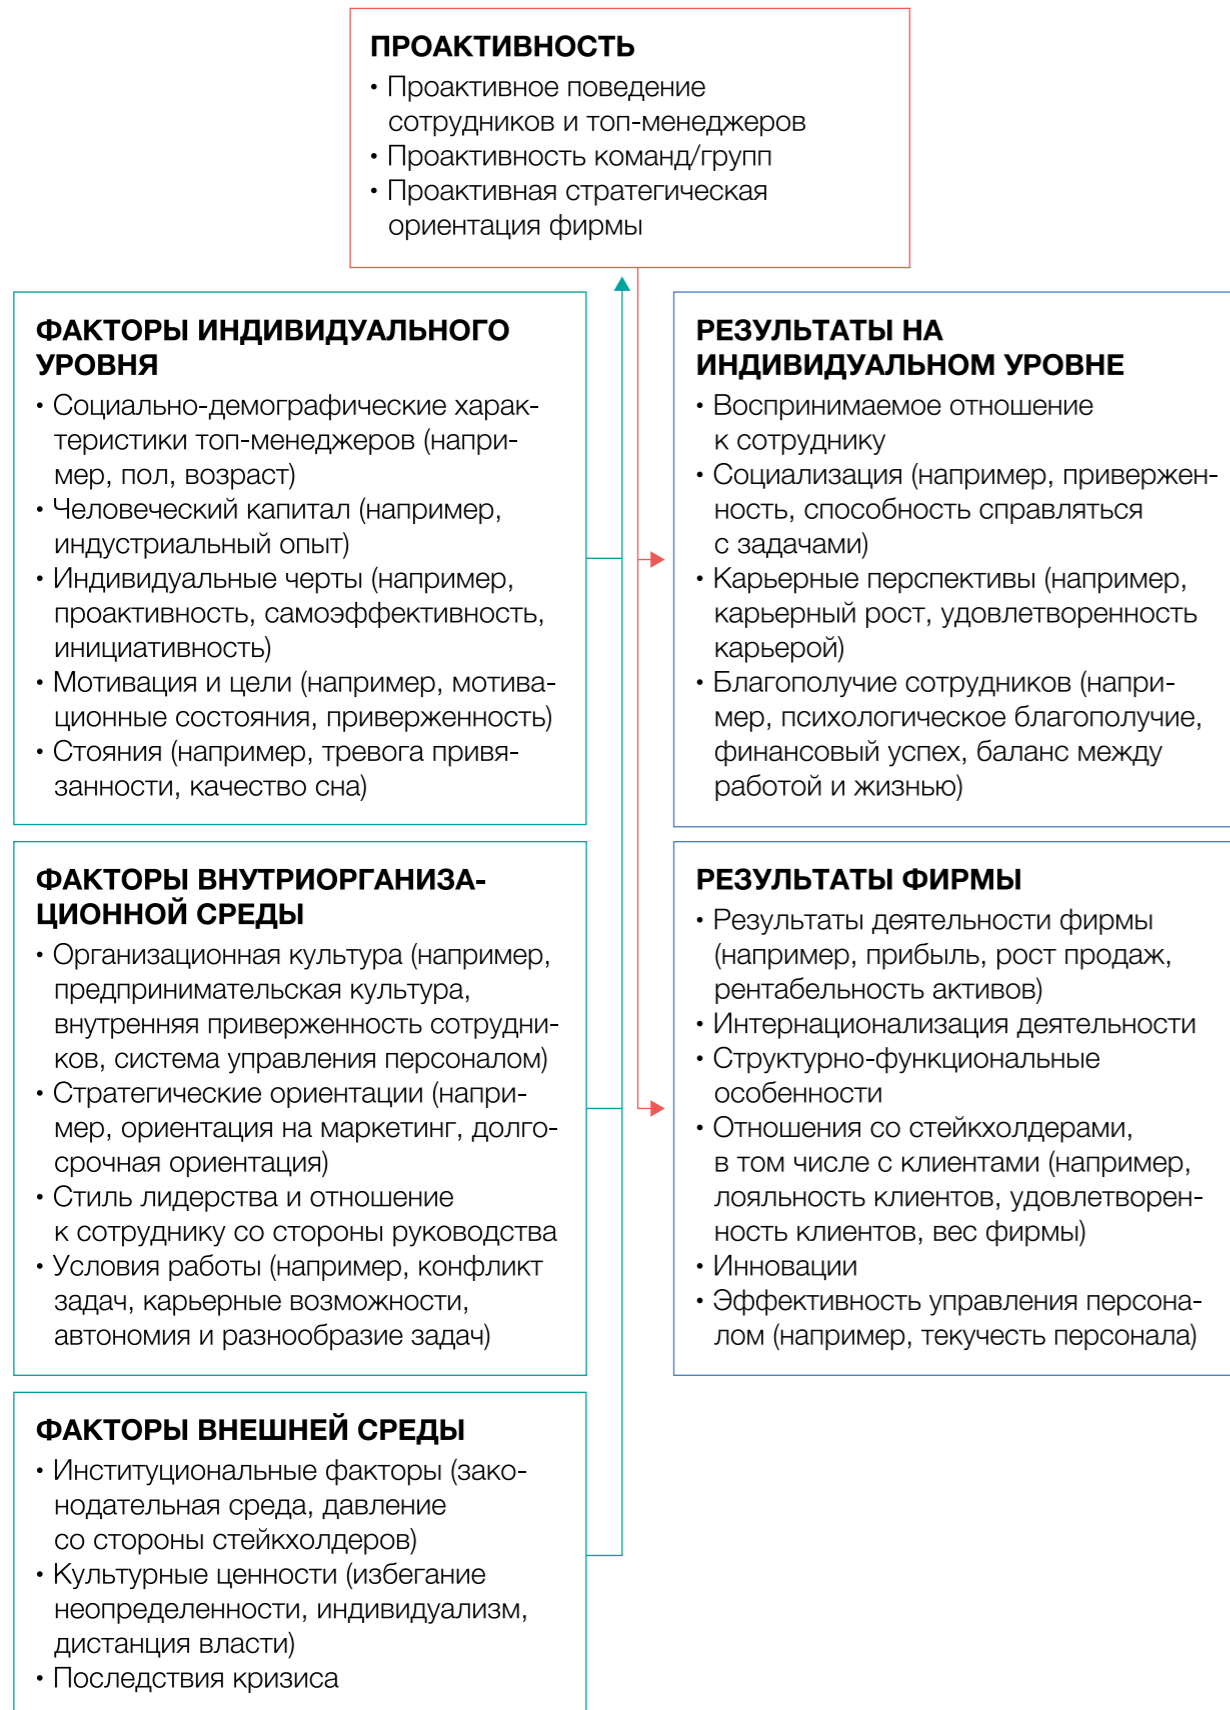 ПРОАКТИВНОСТЬ
• Проактивное поведение
сотрудников и топ-менеджеров
• Проактивность команд/групп
• Проактивная стратегическая
ориентация фирмы
ФАКТОРЫ ИНДИВИДУАЛЬНОГО
УРОВНЯ
• Социально-демографические харак-
теристики топ-менеджеров (напри-
мер, пол, возраст)
• Человеческий капитал (например,
индустриальный опыт)
• Индивидуальные черты (например,
проактивность, самоэффективность,
инициативность)
• Мотивация и цели (например, мотива-
ционные состояния, приверженность)
• Стояния (например, тревога привя-
занности, качество сна)
ФАКТОРЫ ВНУТРИОРГАНИЗА-
ЦИОННОЙ СРЕДЫ
• Организационная культура (например,
предпринимательская культура,
внутренняя приверженность сотрудни-
ков, система управления персоналом)
• Стратегические ориентации (напри-
мер, ориентация на маркетинг, долго-
срочная ориентация)
• Стиль лидерства и отношение
к сотруднику со стороны руководства
• Условия работы (например, конфликт
задач, карьерные возможности,
автономия и разнообразие задач)
ФАКТОРЫ ВНЕШНЕЙ СРЕДЫ
• Институциональные факторы (зако-
нодательная среда, давление
со стороны стейкхолдеров)
• Культурные ценности (избегание
неопределенности, индивидуализм,
дистанция власти)
• Последствия кризиса
РЕЗУЛЬТАТЫ НА
ИНДИВИДУАЛЬНОМ УРОВНЕ
• Воспринимаемое отношение
к сотруднику
• Социализация (например, привержен-
ность, способность справляться
с задачами)
• Карьерные перспективы (например,
карьерный рост, удовлетворенность
карьерой)
• Благополучие сотрудников (напри-
мер, психологическое благополучие,
финансовый успех, баланс между
работой и жизнью)
РЕЗУЛЬТАТЫ ФИРМЫ
• Результаты деятельности фирмы
(например, прибыль, рост продаж,
рентабельность активов)
• Интернационализация деятельности
• Структурно-функциональные
особенности
• Отношения со стейкхолдерами,
в том числе с клиентами (например,
лояльность клиентов, удовлетворен-
ность клиентов, вес фирмы)
• Инновации
• Эффективность управления персона-
лом (например, текучесть персонала)